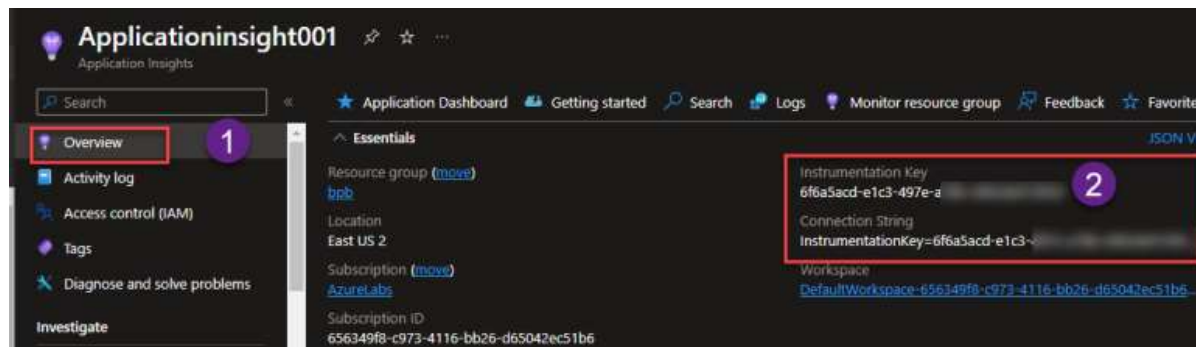 Applicationinsight001
Application Insights
Search
Application Dashboard Getting started Search Logs Monitor resource group Feedback Favorite
Overview
1
Essentials
JSON V
Activity log
Resource group (move)
bpb
Instrumentation Key
6f6a5acd-e1c3-497e-a
2
Access control (IAM)
Location
East US 2
Connection String
InstrumentationKey=6f6a5acd-e1c3-
Tags
Diagnose and solve problems
Subscription (move)
AzureLabs
Workspace
DefaultWorkspace-656349f8-c973-4116-bb26-d65042ec51b6...
Investigate
Subscription ID
656349f8-c973-4116-bb26-d65042ec51b6